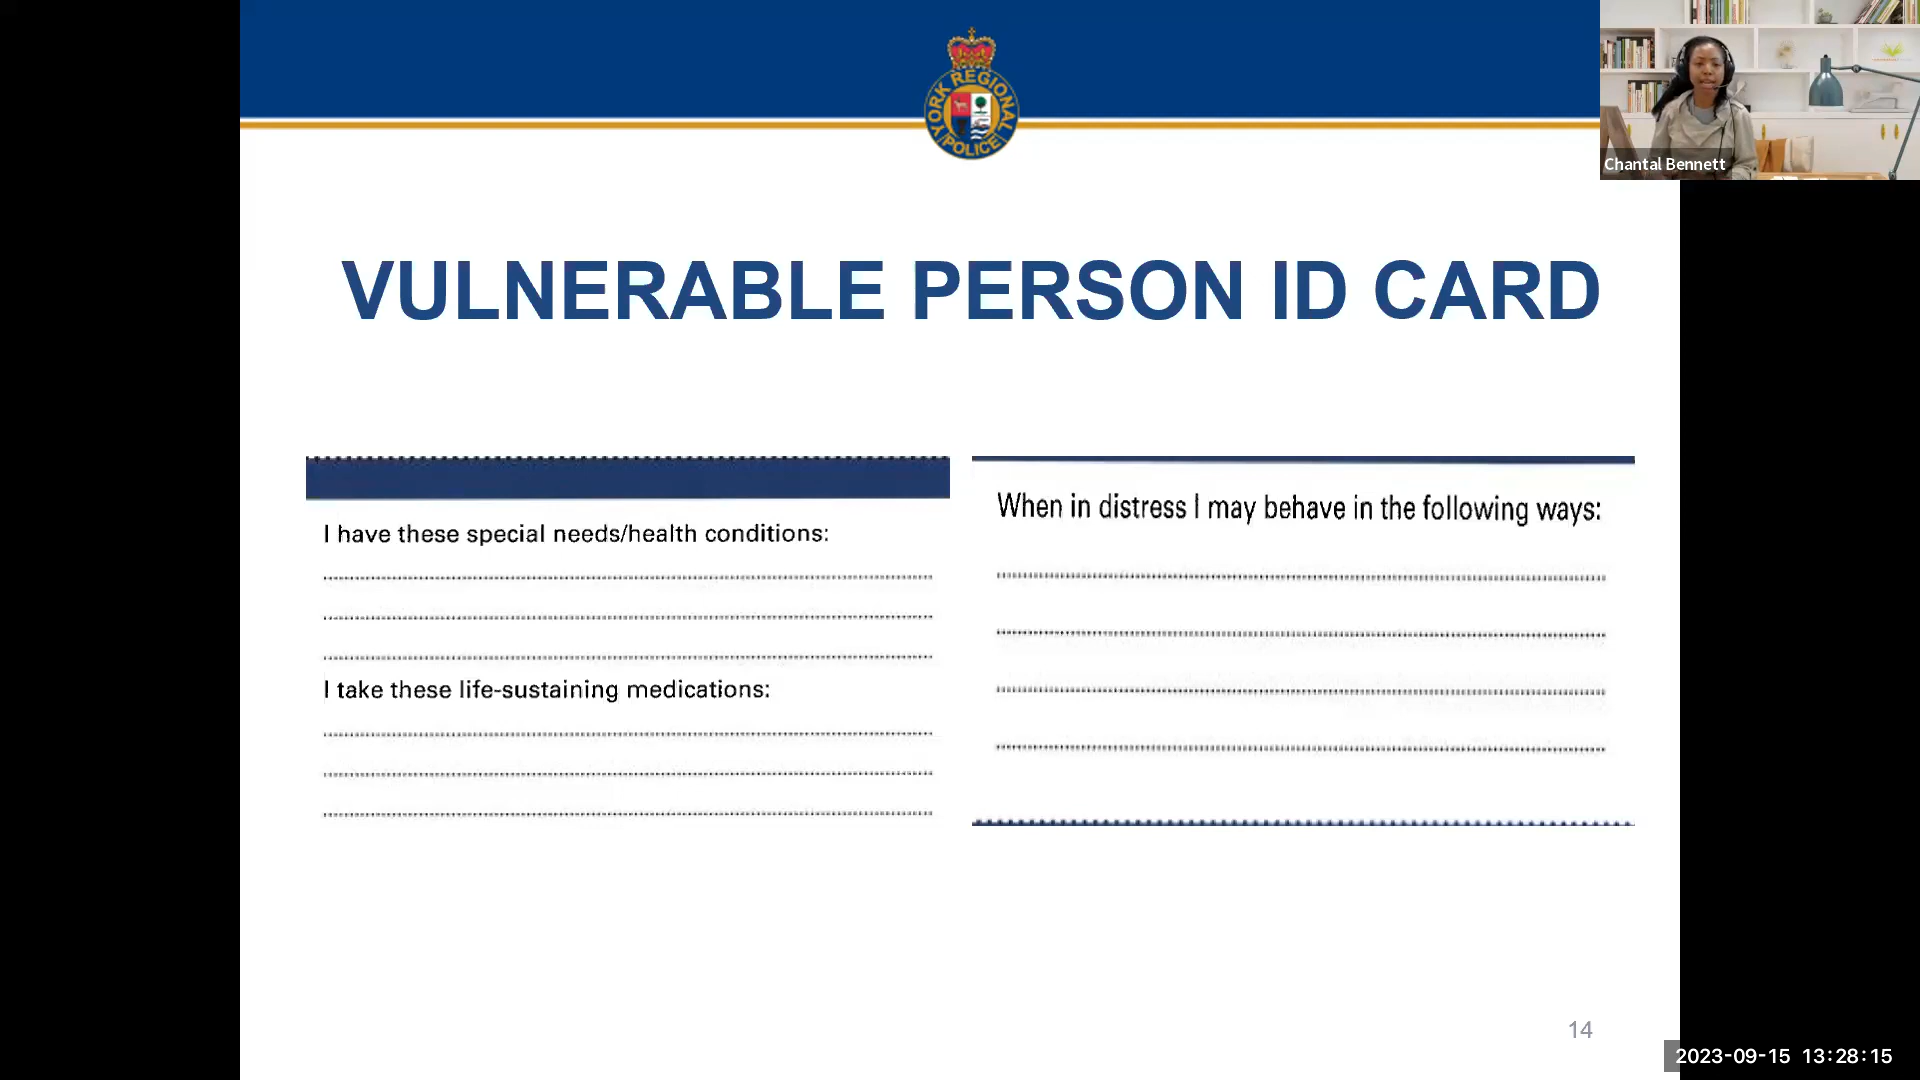 YORK REGIONAL
POLICE
Chantal Bennett
VULNERABLE PERSON ID CARD
I have these special needs/health conditions:
I take these life-sustaining medications:
When in distress I may behave in the following ways:
14
2023-09-15 13:28:15